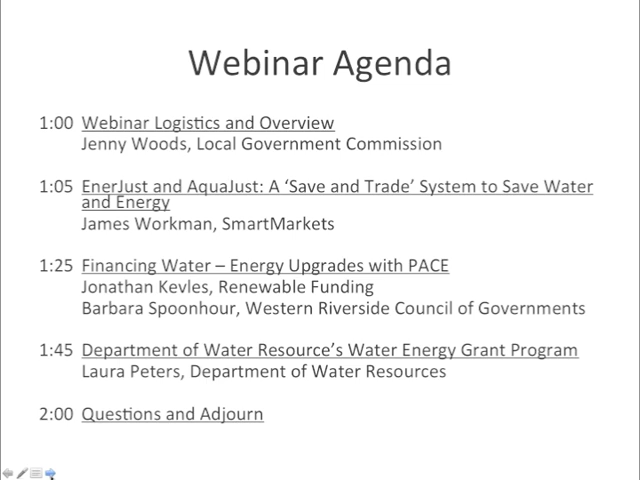 Webinar Agenda
1:00 Webinar Logistics and Overview
Jenny Woods, Local Government Commission
1:05 EnerJust and AquaJust: A ‘Save and Trade’ System to Save Water
and Energy
James Workman, SmartMarkets
1:25 Financing Water – Energy Upgrades with PACE
Jonathan Kevles, Renewable Funding
Barbara Spoonhour, Western Riverside Council of Governments
1:45 Department of Water Resource’s Water Energy Grant Program
Laura Peters, Department of Water Resources
2:00 Questions and Adjourn